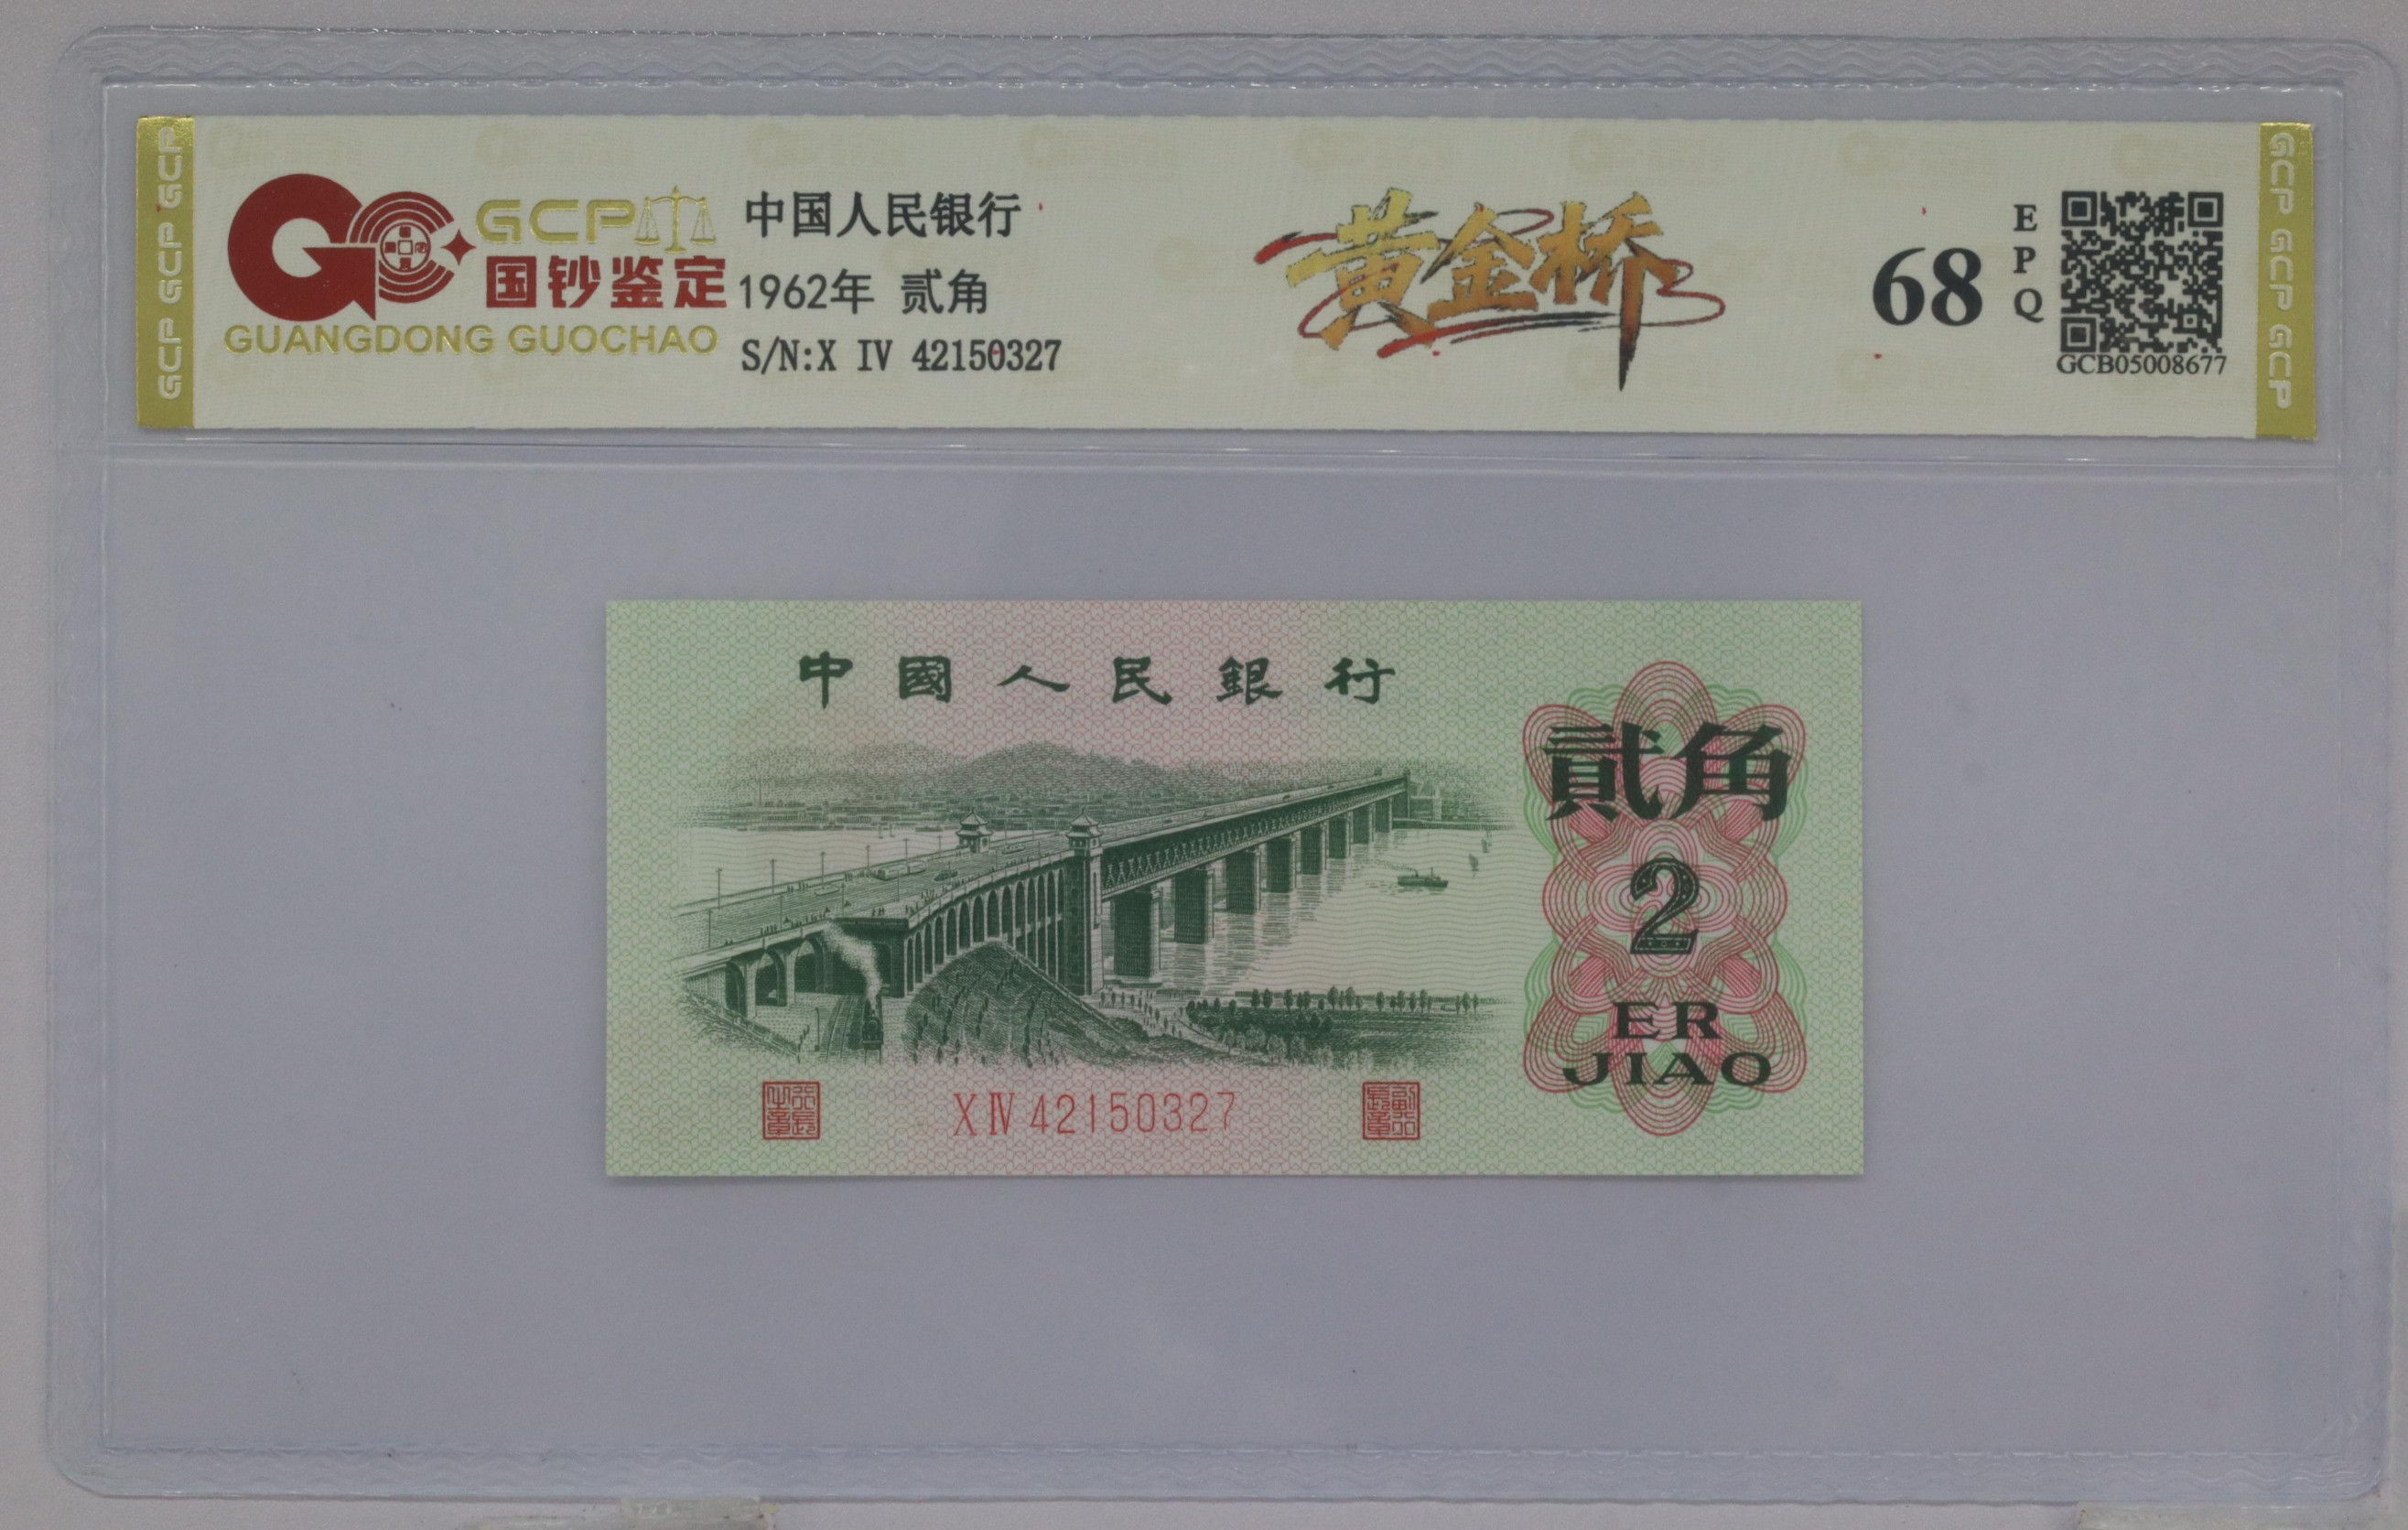 GCP GCP GCP
GCP
国钞鉴定
GUANGDONG GUOCHAO
中国人民银行
1962年 贰角
S/N:X IV 42150327
黄金桥
68
EPQ
GCB05008677
GCP GCP GCP
中國人民銀行
貳角
2
ER
JIAO
X IV 42150327